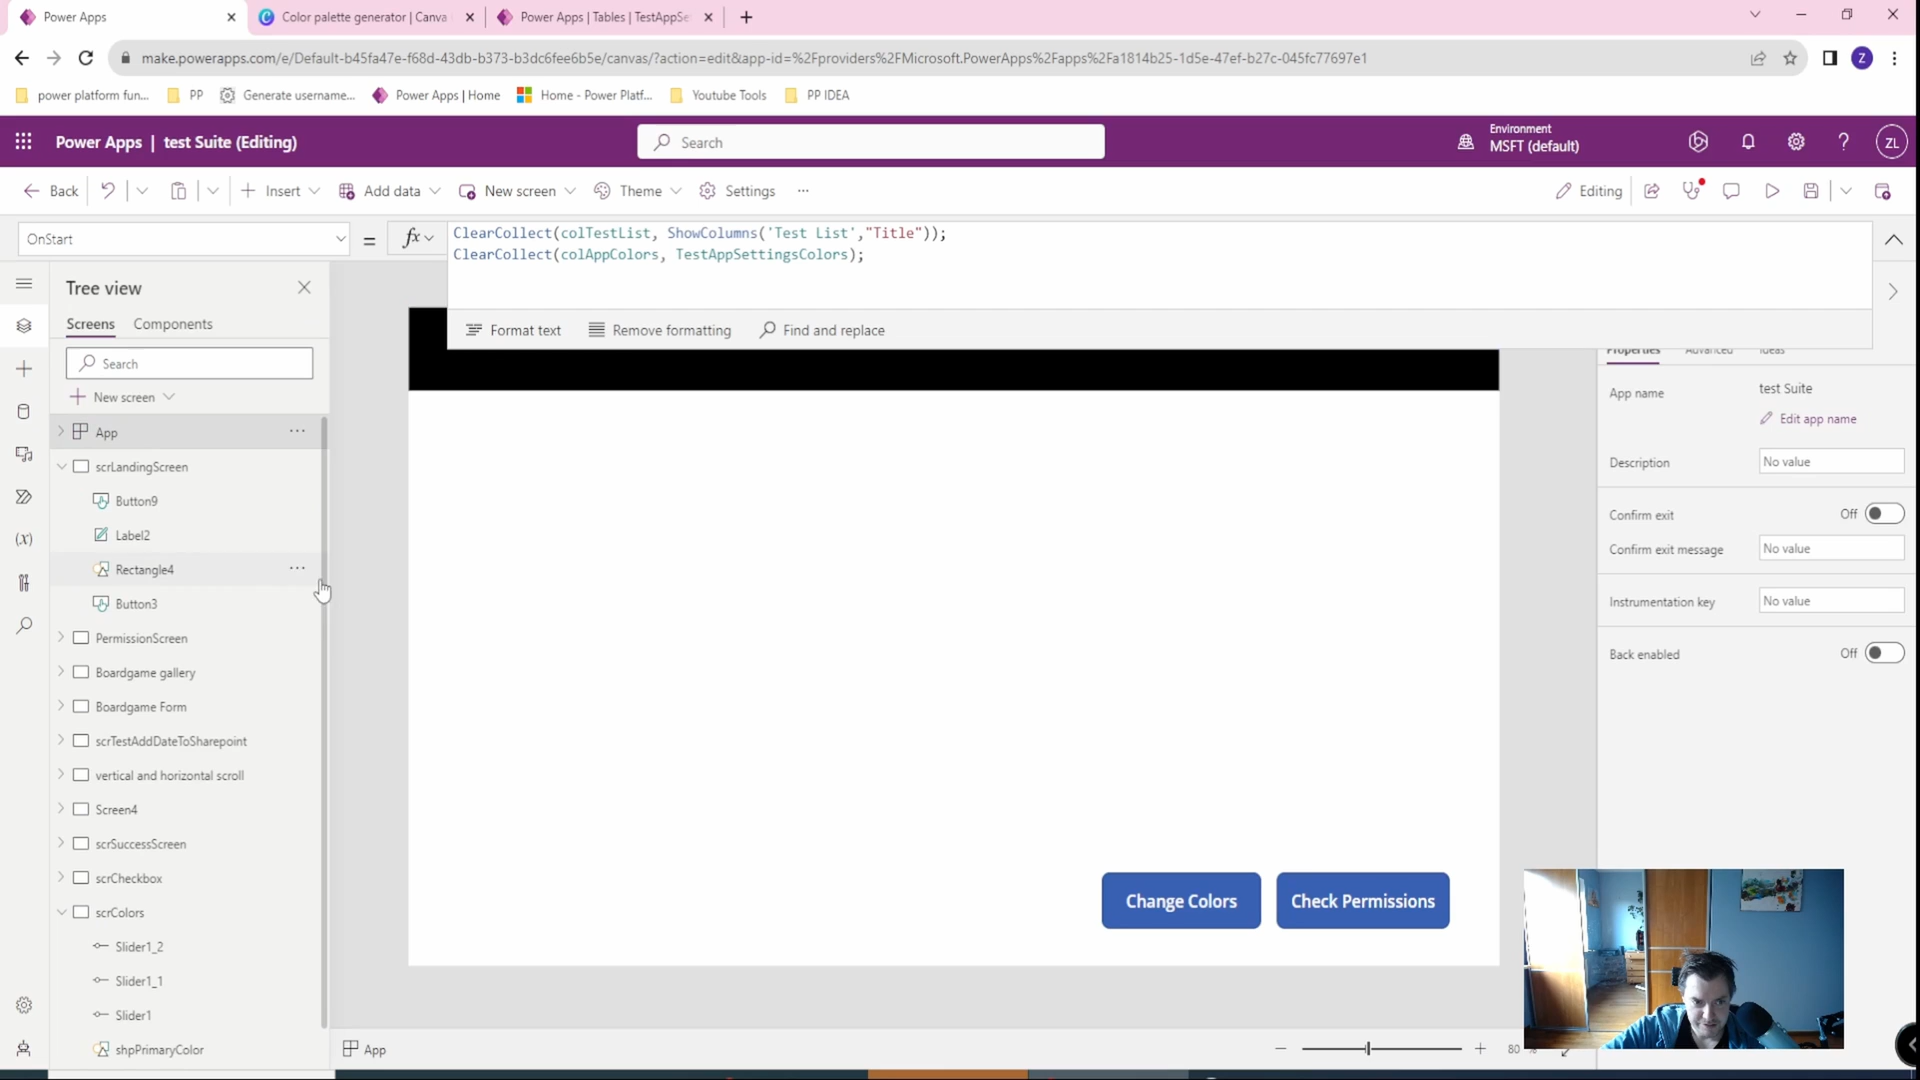 Power Apps
Color palette generator | Canva
Power Apps | Tables | TestAppSe
make.powerapps.com/e/Default-b45fa47e-f68d-43db-b373-b3dc6fee6b5e/canvas/?action=edit&app-id=%2Fproviders%2FMicrosoft.PowerApps%2Fapps%2Fa1814b25-1d5e-47ef-b27c-045fc77697e1
Z
power platform fun...
PP
Generate username...
Power Apps | Home
Home - Power Platf...
Youtube Tools
PP IDEA
Power Apps | test Suite (Editing)
Search
Environment
MSFT (default)
ZL
Back
Insert
Add data
New screen
Theme
Settings
Editing
OnStart
= fx
ClearCollect(colTestList, ShowColumns('Test List',"Title"));
ClearCollect(colAppColors, TestAppSettingsColors);
Format text
Remove formatting
Find and replace
Tree view
Screens
Components
Search
New screen
App
scrLandingScreen
Button9
Label2
Rectangle4
Button3
PermissionScreen
Boardgame gallery
Boardgame Form
scrTestAddDateToSharepoint
vertical and horizontal scroll
Screen4
scrSuccessScreen
scrCheckbox
scrColors
Slider1_2
Slider1_1
Slider1
shpPrimaryColor
Change Colors
Check Permissions
Properties
Advanced
Ideas
App name
test Suite
Edit app name
Description
No value
Confirm exit
Off
Confirm exit message
No value
Instrumentation key
No value
Back enabled
Off
App
80 %